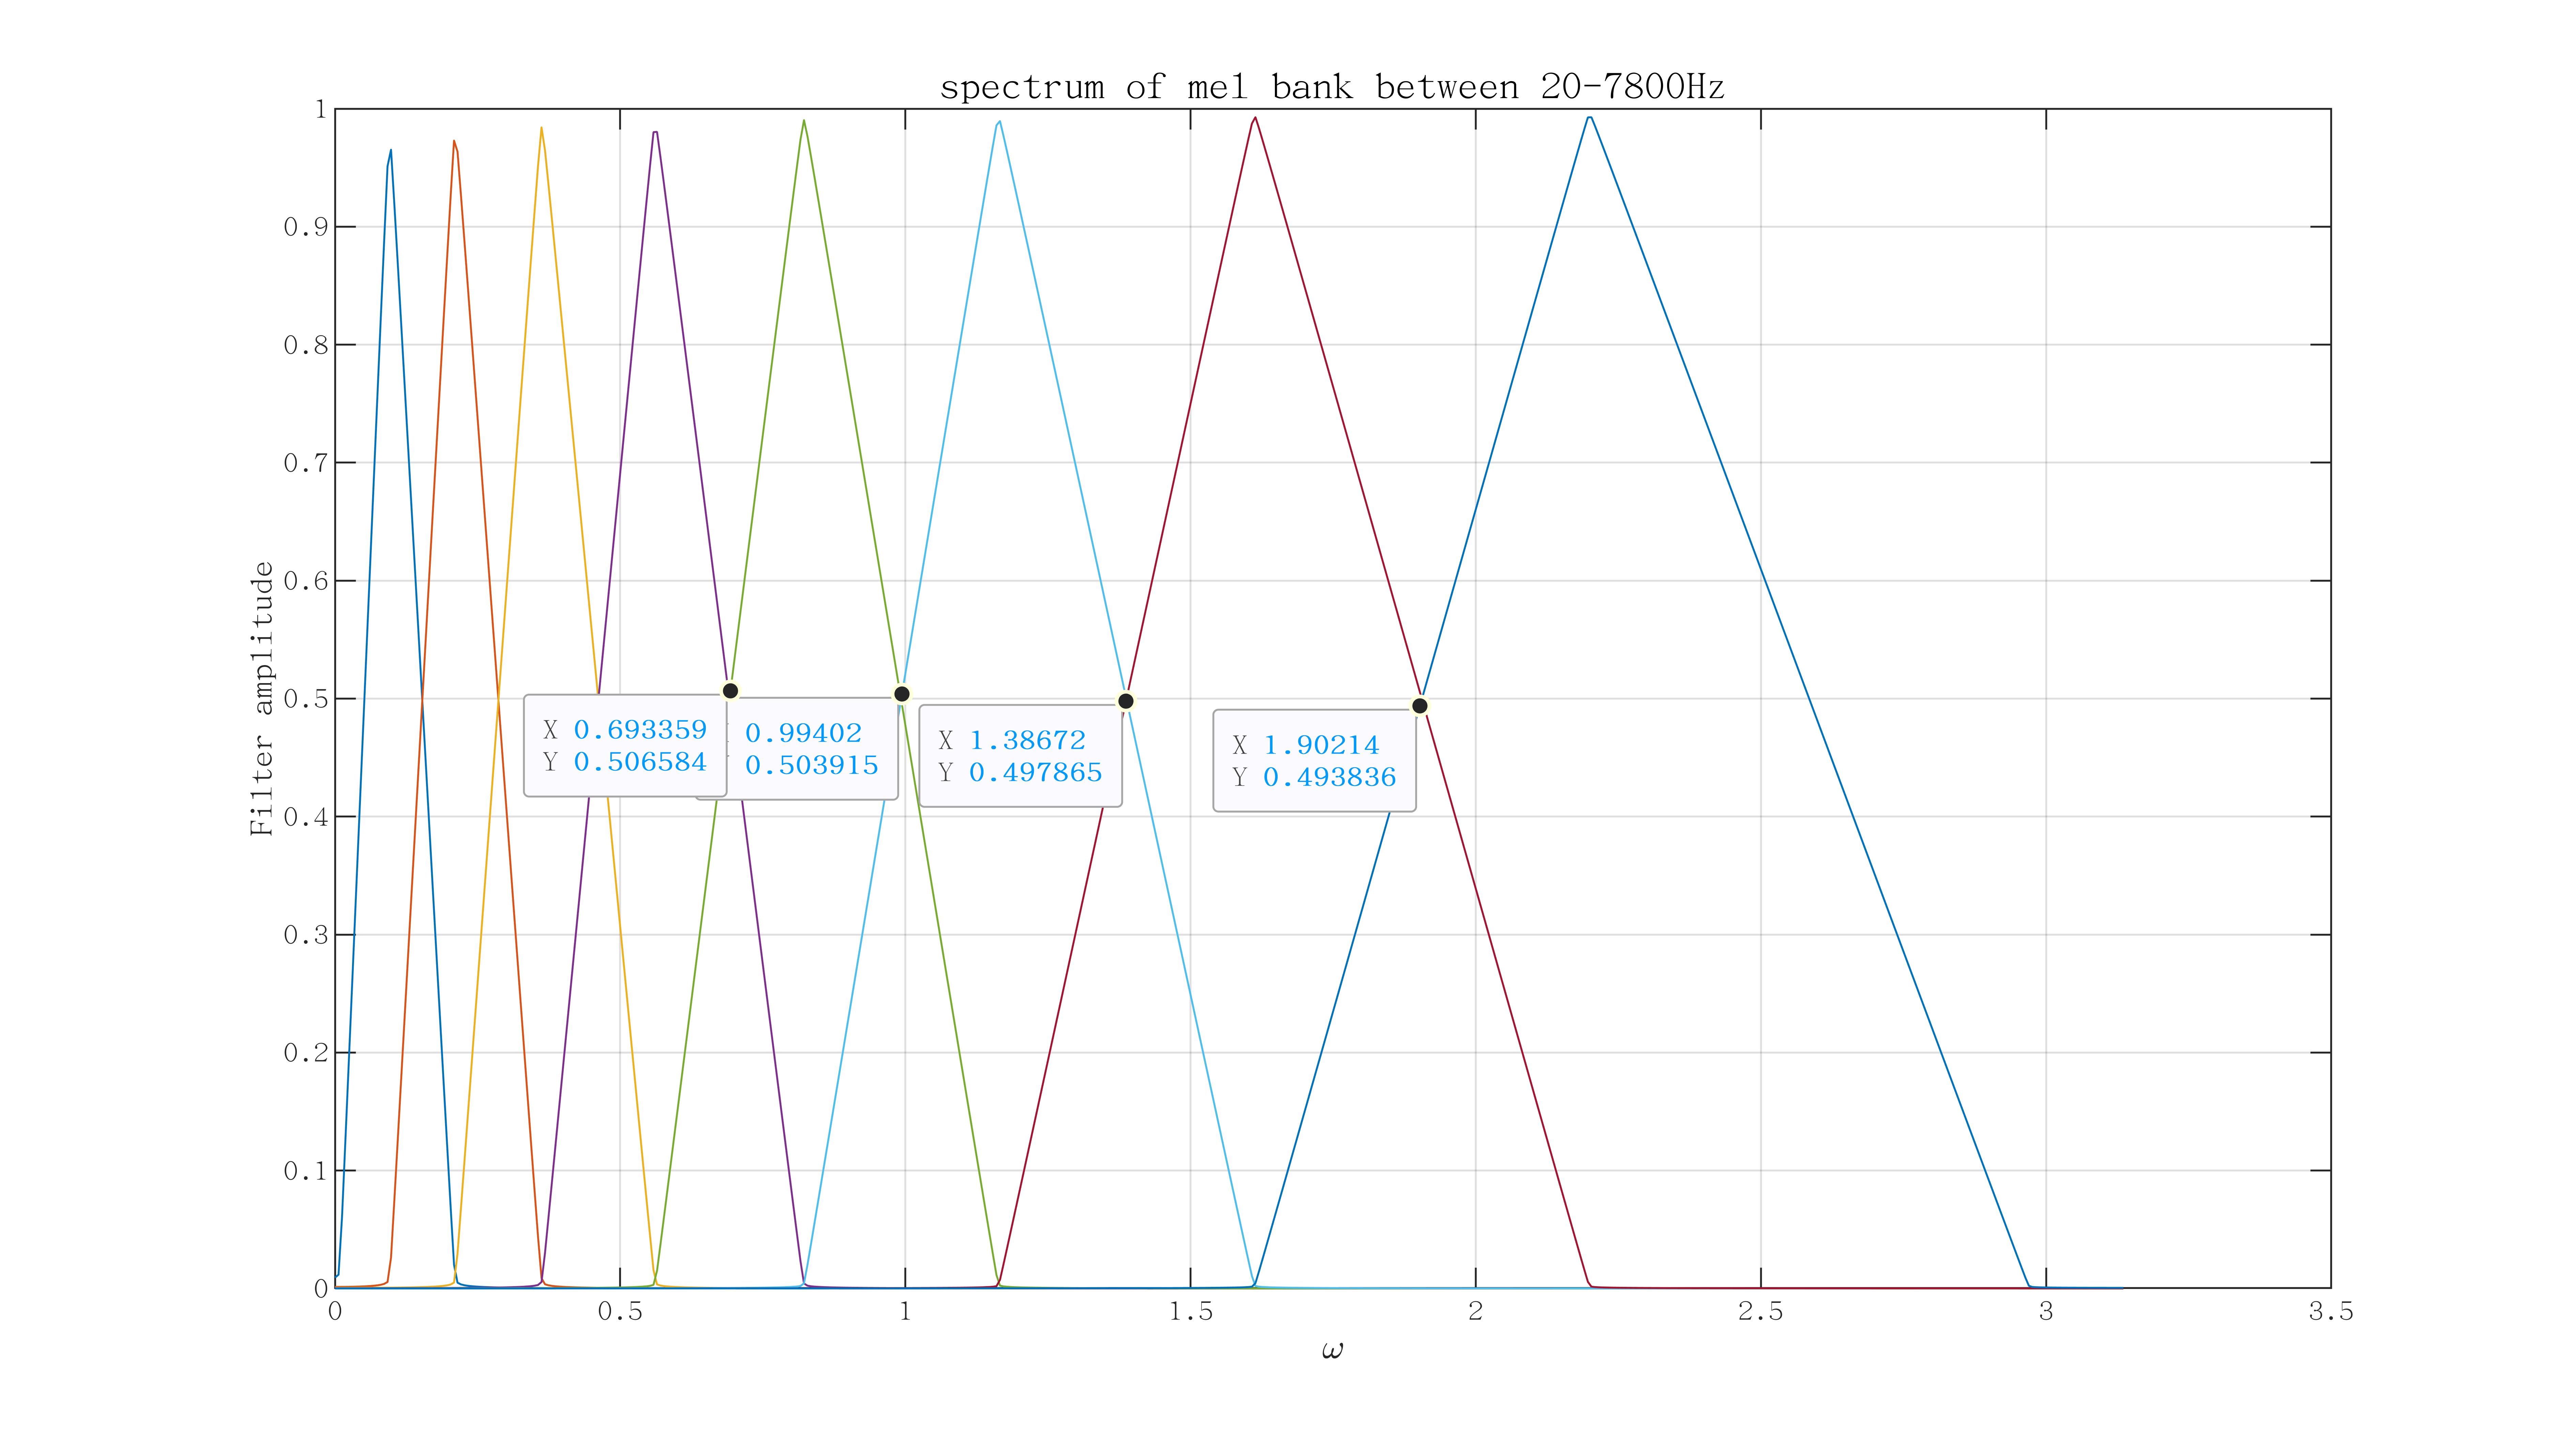 spectrum of mel bank between 20-7800Hz
Filter amplitude
1
0.9
0.8
0.7
0.6
0.5
0.4
0.3
0.2
0.1
0
X 0.693359
Y 0.506584
0.99402
0.503915
X 1.38672
Y 0.497865
X 1.90214
Y 0.493836
0 0.5 1 1.5 2 2.5 3 3.5
ω